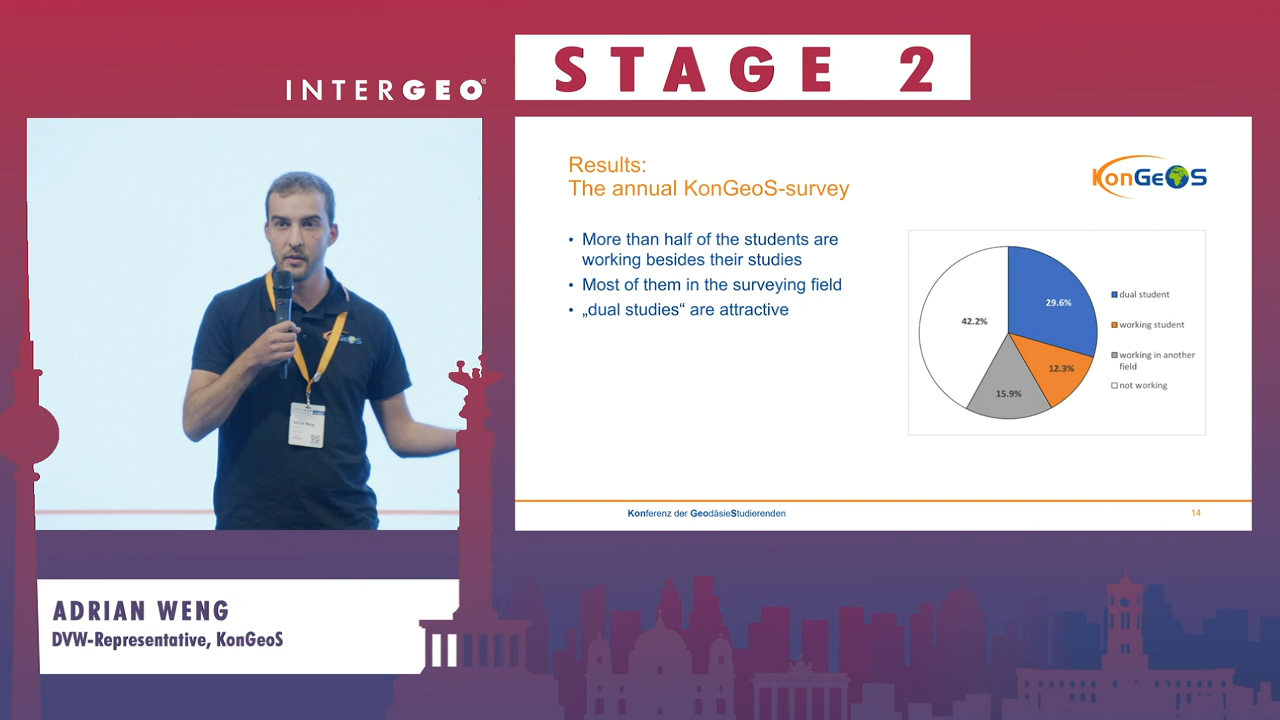 INTERGEO®
STAGE 2
Results:
The annual KonGeoS-survey
KonGeoS
• More than half of the students are
working besides their studies
• Most of them in the surveying field
• „dual studies“ are attractive
29.6%
12.3%
15.9%
42.2%
dual student
working student
working in another
field
not working
Konferenz der GeodäsieStudierenden
14
ADRIAN WENG
DVW-Representative, KonGeoS